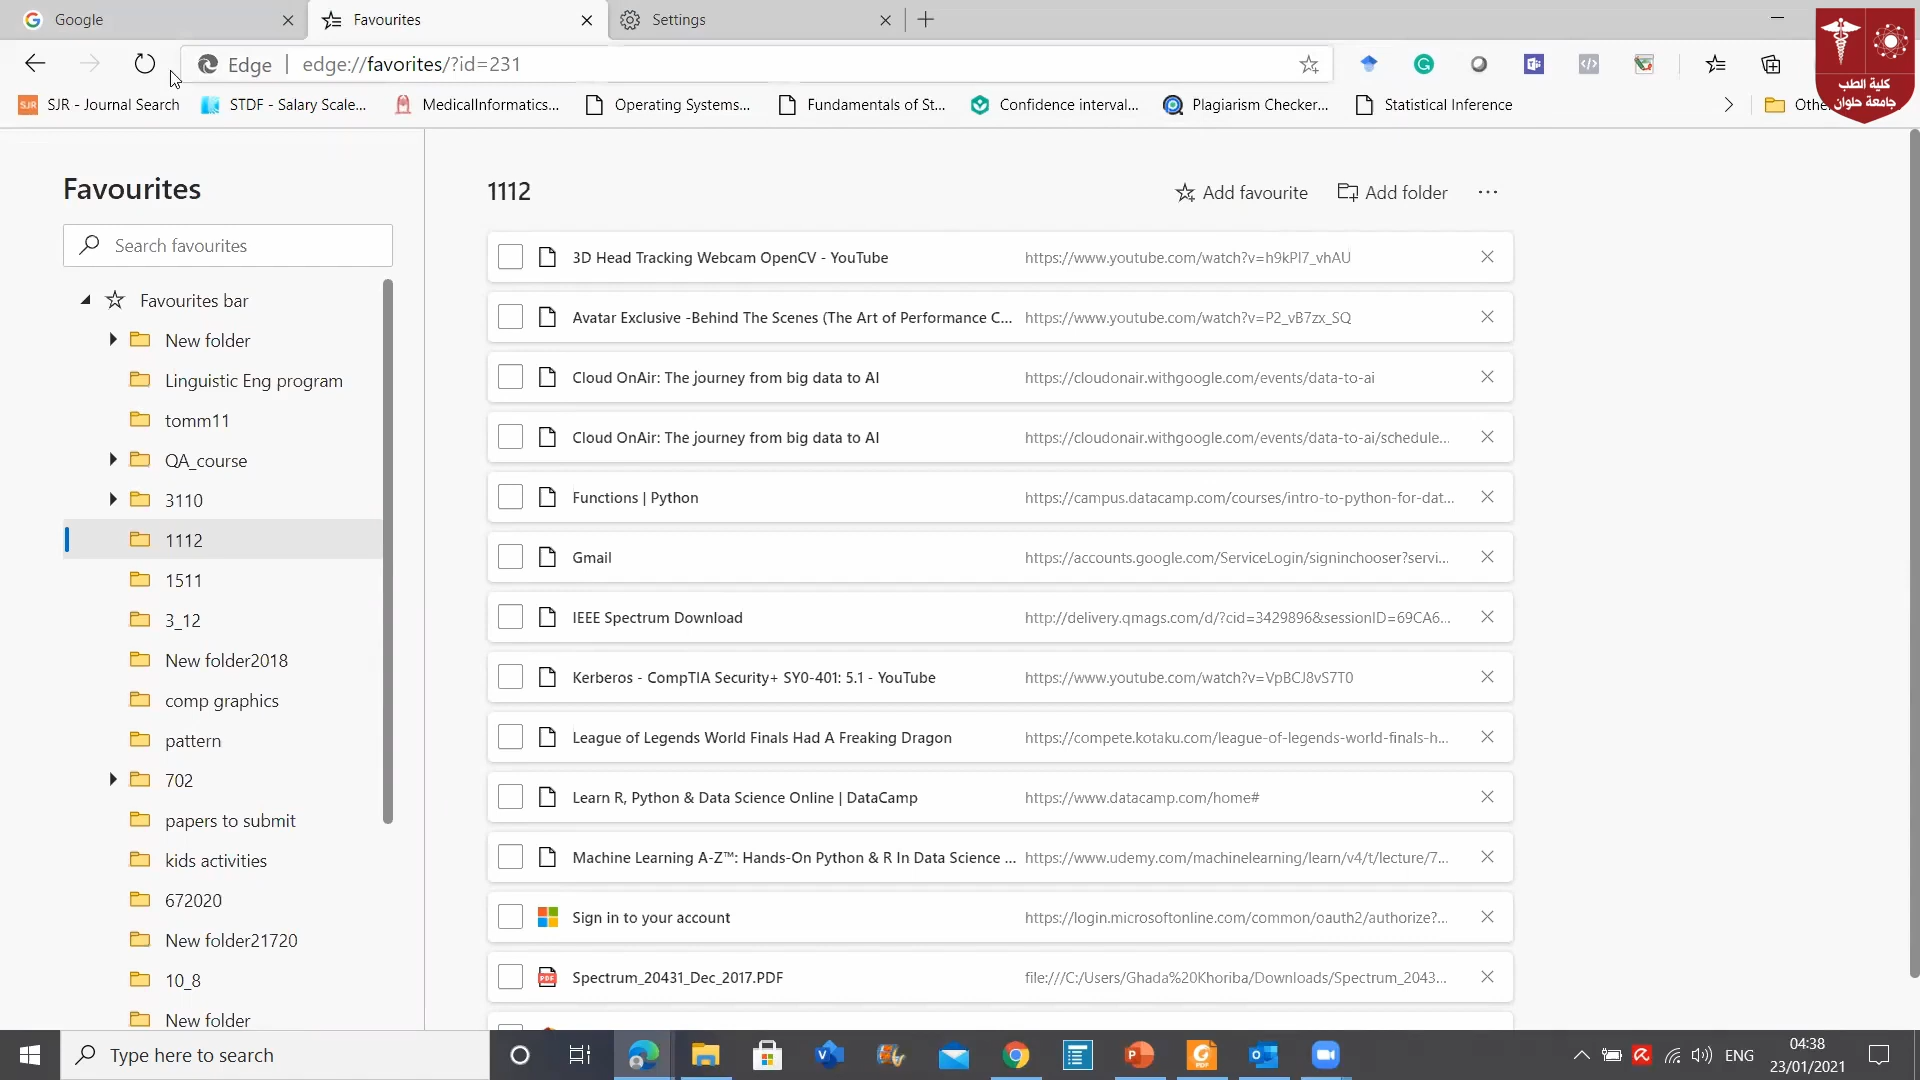 Google
Favourites
Settings
Edge
edge://favorites/?id=231
كلية الطب
جامعة حلوان
SJR - Journal Search
STDF - Salary Scale...
MedicalInformatics...
Operating Systems...
Fundamentals of St...
Confidence interval...
Plagiarism Checker...
Statistical Inference
Favourites
Search favourites
Favourites bar
New folder
Linguistic Eng program
tomm11
QA_course
3110
1112
1511
3_12
New folder2018
comp graphics
pattern
702
papers to submit
kids activities
672020
New folder21720
10_8
New folder
1112
Add favourite
Add folder
3D Head Tracking Webcam OpenCV - YouTube https://www.youtube.com/watch?v=h9kPI7_vhAU
Avatar Exclusive -Behind The Scenes (The Art of Performance C... https://www.youtube.com/watch?v=P2_vB7zx_SQ
Cloud OnAir: The journey from big data to AI https://cloudonair.withgoogle.com/events/data-to-ai
Cloud OnAir: The journey from big data to AI https://cloudonair.withgoogle.com/events/data-to-ai/schedule...
Functions | Python https://campus.datacamp.com/courses/intro-to-python-for-dat...
Gmail https://accounts.google.com/ServiceLogin/signinchooser?servi...
IEEE Spectrum Download http://delivery.qmags.com/d/?cid=3429896&sessionID=69CA6...
Kerberos - CompTIA Security+ SY0-401: 5.1 - YouTube https://www.youtube.com/watch?v=VpBCJ8vS7T0
League of Legends World Finals Had A Freaking Dragon https://compete.kotaku.com/league-of-legends-world-finals-h...
Learn R, Python & Data Science Online | DataCamp https://www.datacamp.com/home#
Machine Learning A-Z™: Hands-On Python & R In Data Science ... https://www.udemy.com/machinelearning/learn/v4/t/lecture/7...
Sign in to your account https://login.microsoftonline.com/common/oauth2/authorize?...
Spectrum_20431_Dec_2017.PDF file:///C:/Users/Ghada%20Khoriba/Downloads/Spectrum_2043...
Type here to search
ENG
04:38
23/01/2021